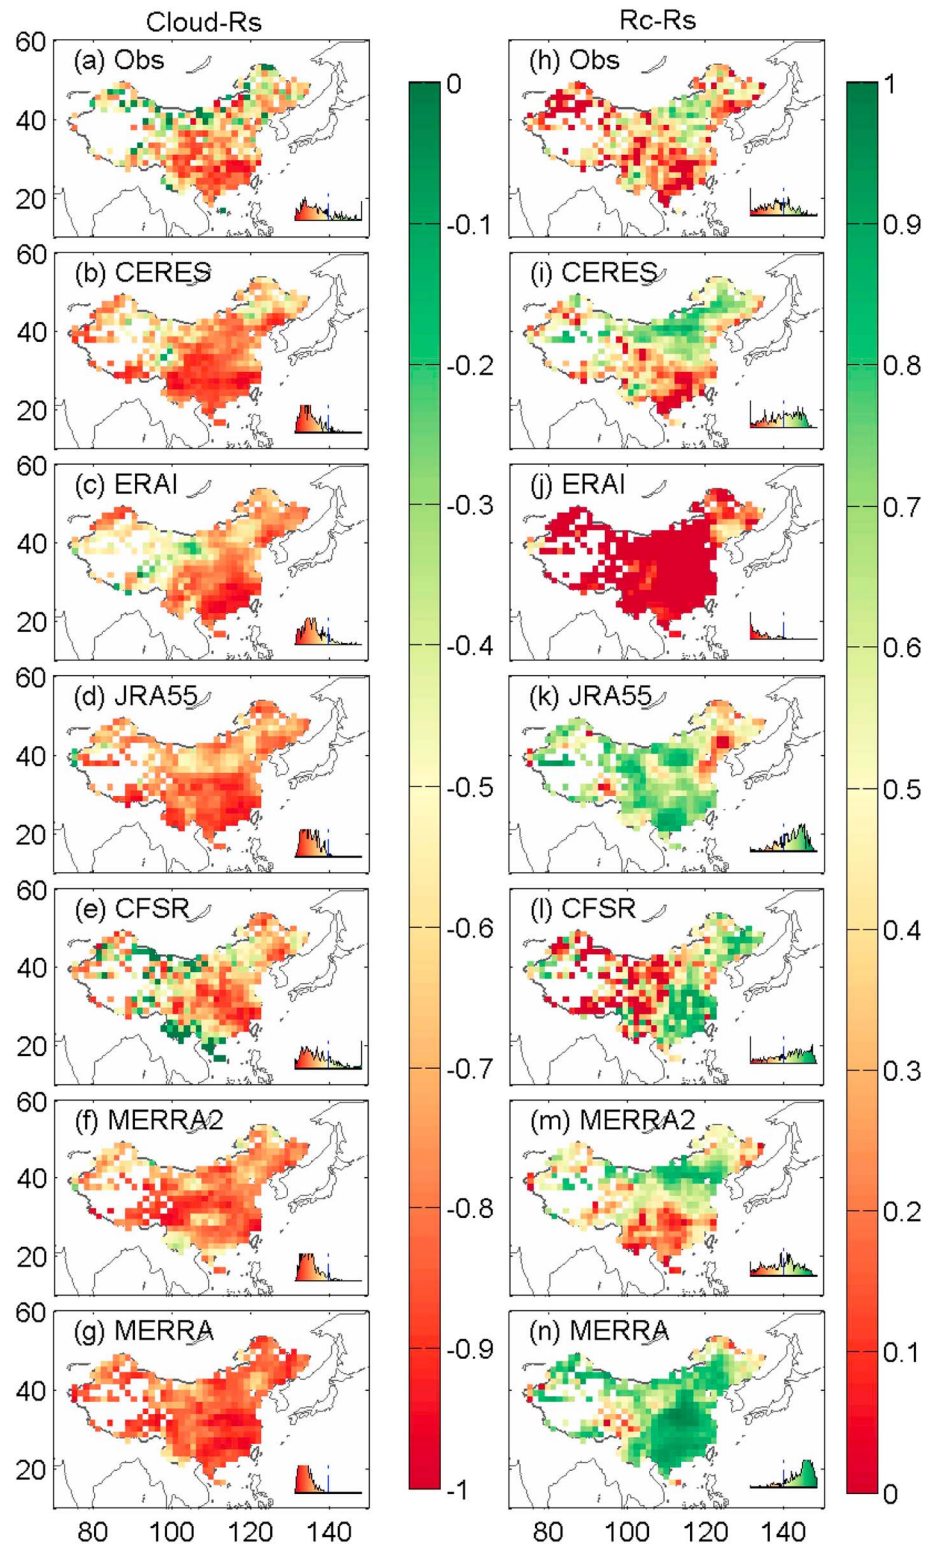 Cloud-Rs
Rc-Rs
60
(a) Obs
40
20
(h) Obs
(b) CERES
60
40
20
(i) CERES
(c) ERAI
60
40
20
(j) ERAI
(d) JRA55
60
40
20
(k) JRA55
(e) CFSR
60
40
20
(l) CFSR
(f) MERRA2
60
40
20
(m) MERRA2
(g) MERRA
60
40
20
(n) MERRA
80 100 120 140
80 100 120 140
0
-0.1
-0.2
-0.3
-0.4
-0.5
-0.6
-0.7
-0.8
-0.9
-1
1
0.9
0.8
0.7
0.6
0.5
0.4
0.3
0.2
0.1
0